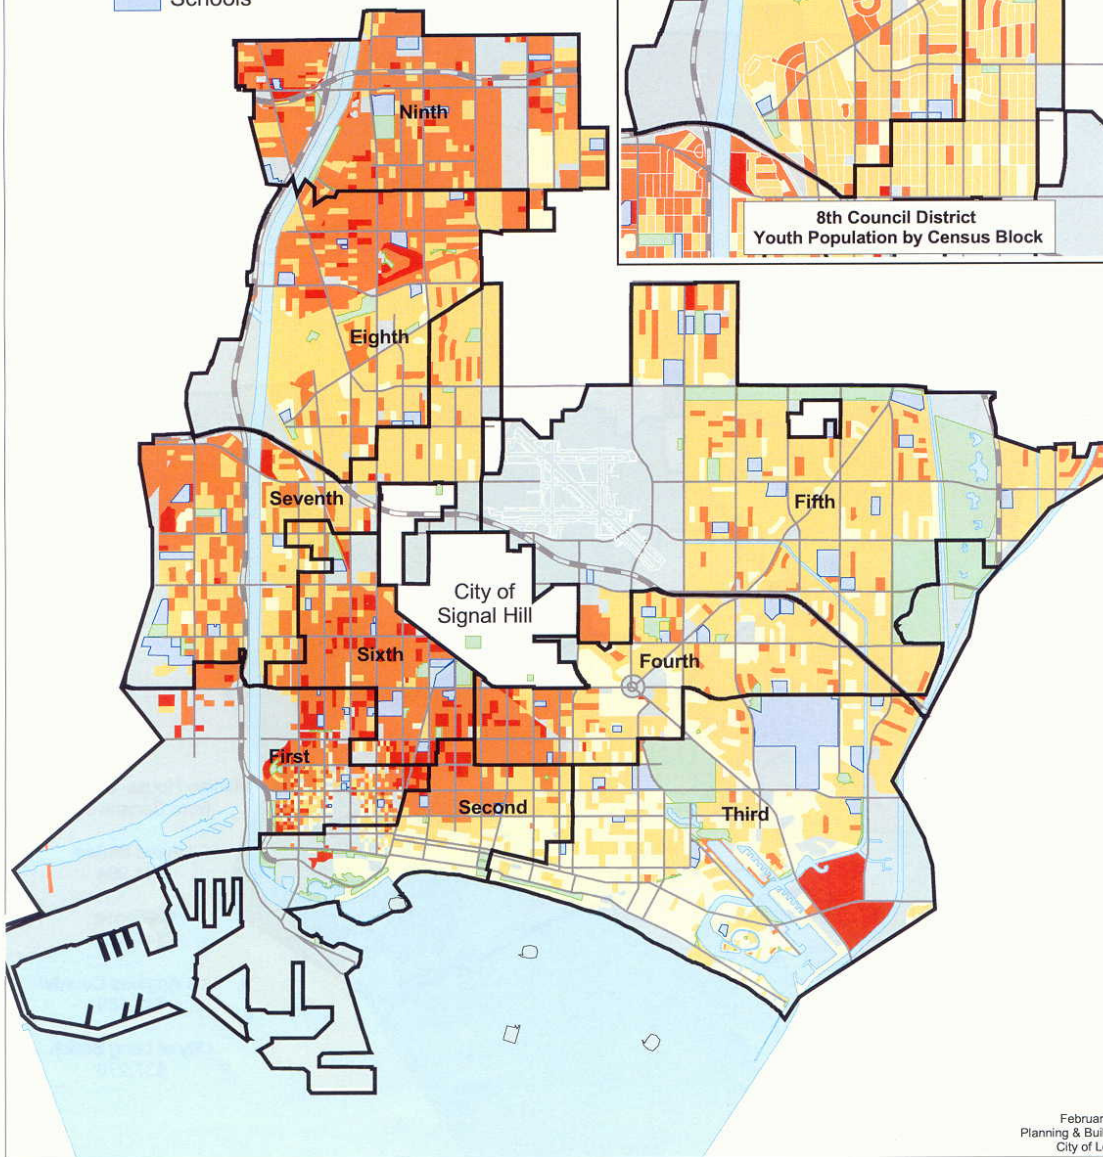 Schools
Ninth
8th Council District
Youth Population by Census Block
Eighth
Seventh
Fifth
City of
Signal Hill
Sixth
Fourth
First
Second
Third
Februar
Planning & Buil
City of L